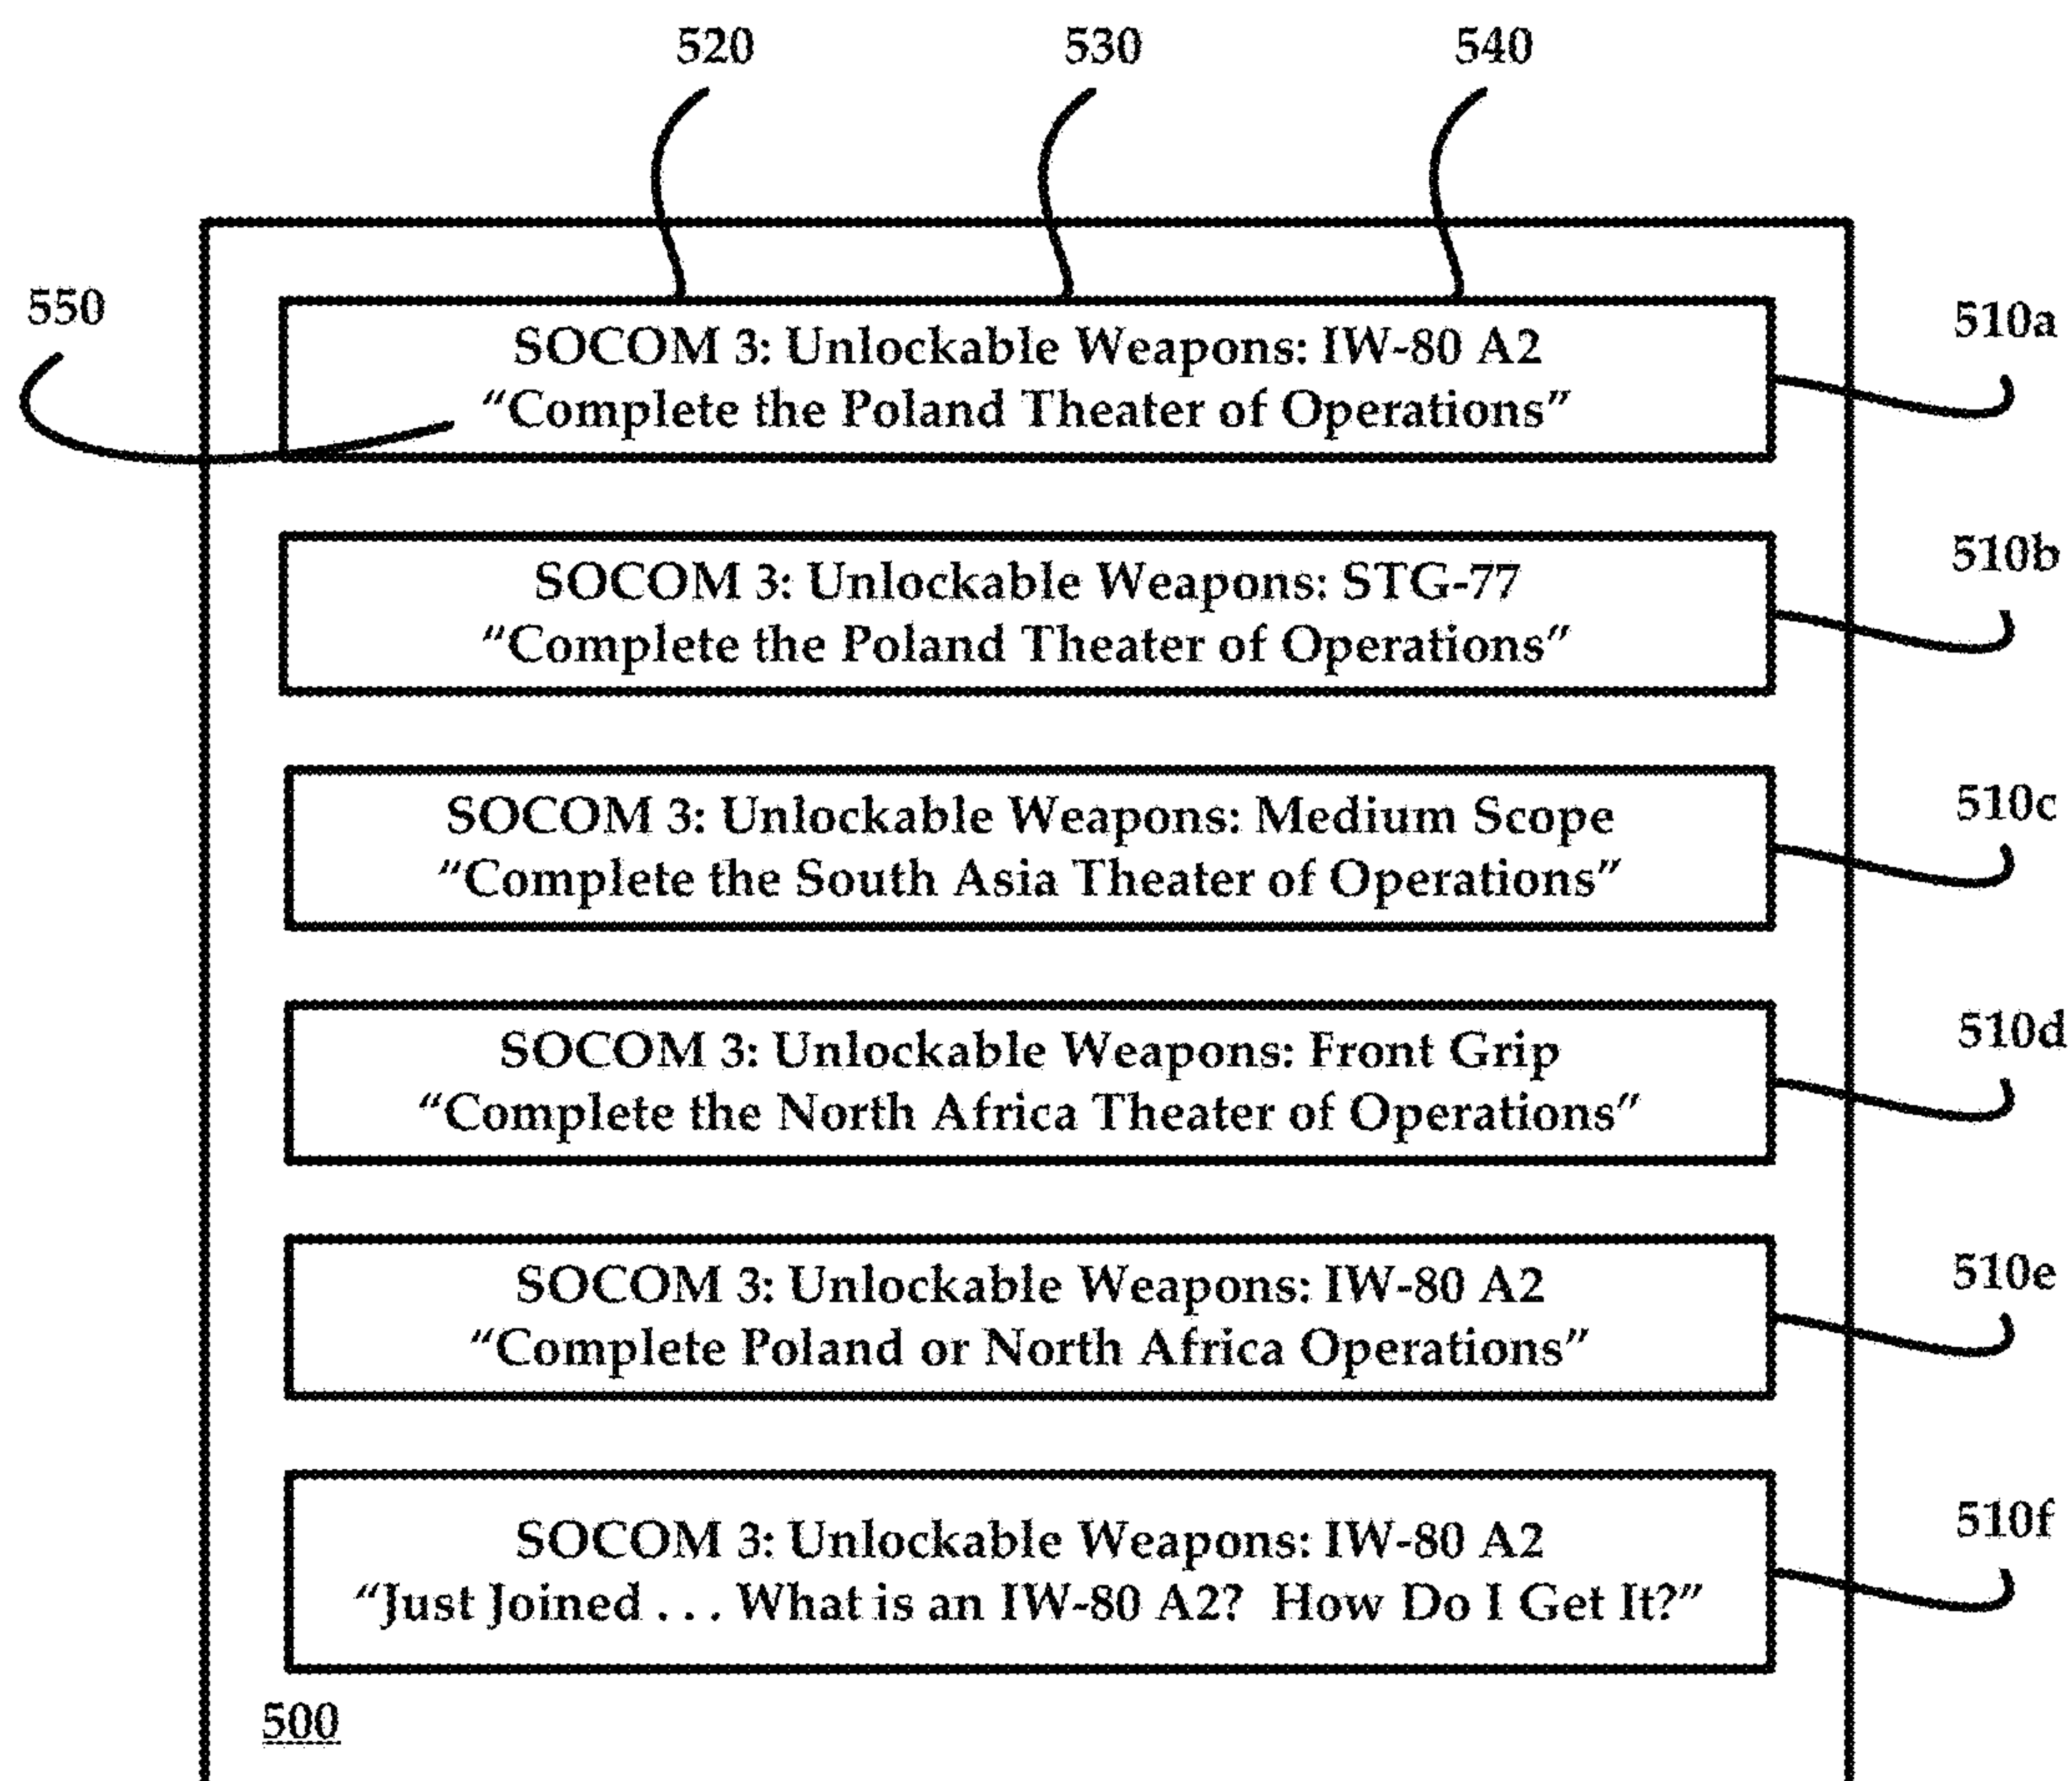 520 530 540
550
510a
SOCOM 3: Unlockable Weapons: IW-80 A2
“Complete the Poland Theater of Operations”
510b
SOCOM 3: Unlockable Weapons: STG-77
“Complete the Poland Theater of Operations”
510c
SOCOM 3: Unlockable Weapons: Medium Scope
“Complete the South Asia Theater of Operations”
510d
SOCOM 3: Unlockable Weapons: Front Grip
“Complete the North Africa Theater of Operations”
510e
SOCOM 3: Unlockable Weapons: IW-80 A2
“Complete Poland or North Africa Operations”
510f
SOCOM 3: Unlockable Weapons: IW-80 A2
“Just Joined . . . What is an IW-80 A2? How Do I Get It?”
500